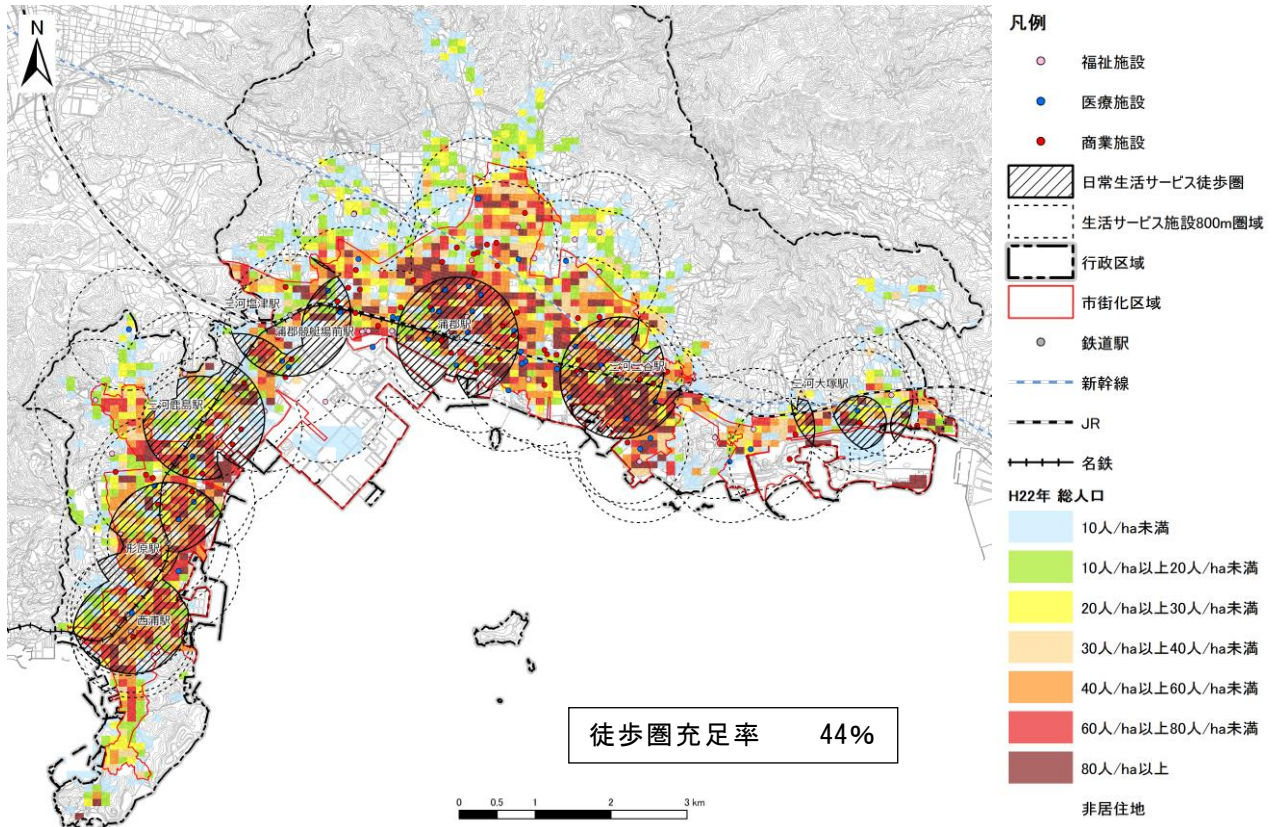 N
三河塩津駅
蒲郡競艇場前駅
蒲郡駅
三河三谷駅
三河大塚駅
三河鹿島駅
形原駅
西浦駅
徒歩圏充足率 44%
0 0.5 1 2 3 km
凡例
福祉施設
医療施設
商業施設
日常生活サービス徒歩圏
生活サービス施設800m圏域
行政区域
市街化区域
鉄道駅
新幹線
JR
名鉄
H22年 総人口
10人/ha未満
10人/ha以上20人/ha未満
20人/ha以上30人/ha未満
30人/ha以上40人/ha未満
40人/ha以上60人/ha未満
60人/ha以上80人/ha未満
80人/ha以上
非居住地